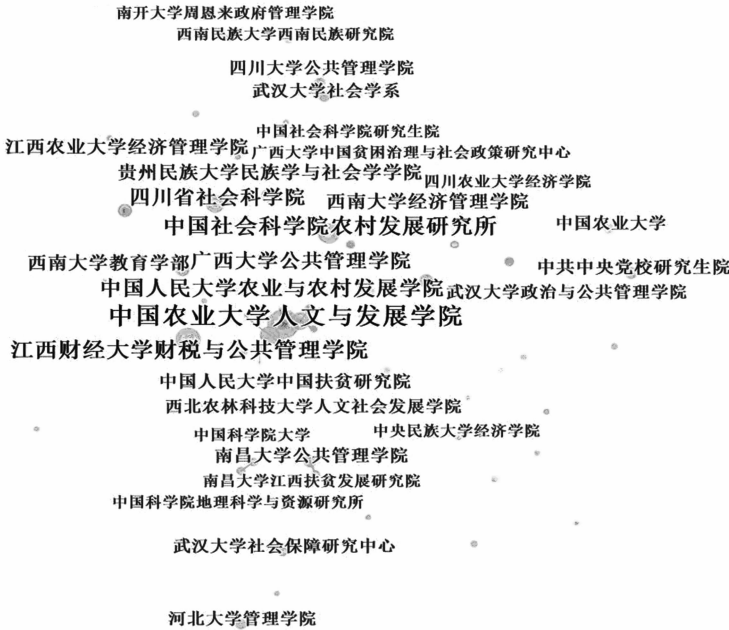 南开大学周恩来政府管理学院
西南民族大学西南民族研究院
四川大学公共管理学院
武汉大学社会学系
中国社会科学院研究生院
江西农业大学经济管理学院
广西大学中国贫困治理与社会政策研究中心
贵州民族大学民族学与社会学学院
四川农业大学经济学院
四川省社会科学院
西南大学经济管理学院
中国社会科学院农村发展研究所
中国农业大学
西南大学教育学部
广西大学公共管理学院
中共中央党校研究生院
中国人民大学农业与农村发展学院
武汉大学政治与公共管理学院
中国农业大学人文与发展学院
江西财经大学财税与公共管理学院
中国人民大学中国扶贫研究院
西北农林科技大学人文社会发展学院
中国科学院大学
中央民族大学经济学院
南昌大学公共管理学院
南昌大学江西扶贫发展研究院
中国科学院地理科学与资源研究所
武汉大学社会保障研究中心
河北大学管理学院